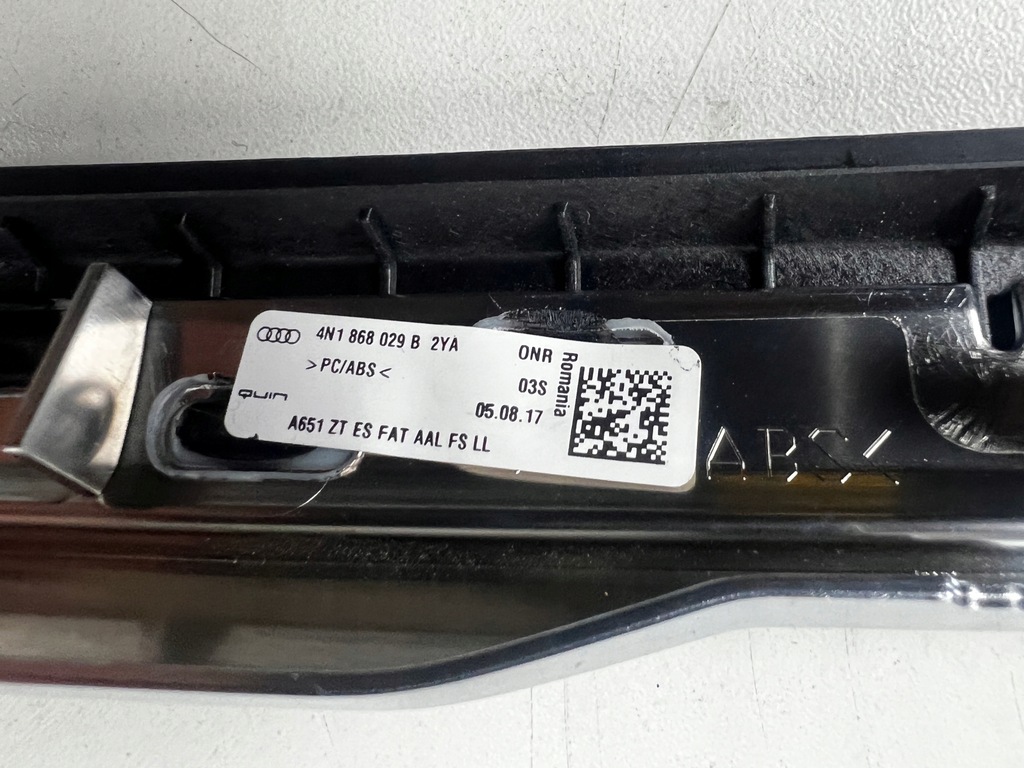 4N1 868 029 B 2YA
>PC/ABS<
ONR
03S
05.08.17
Romania
QUIN
A651 ZT ES FAT AAL FS LL
ABS